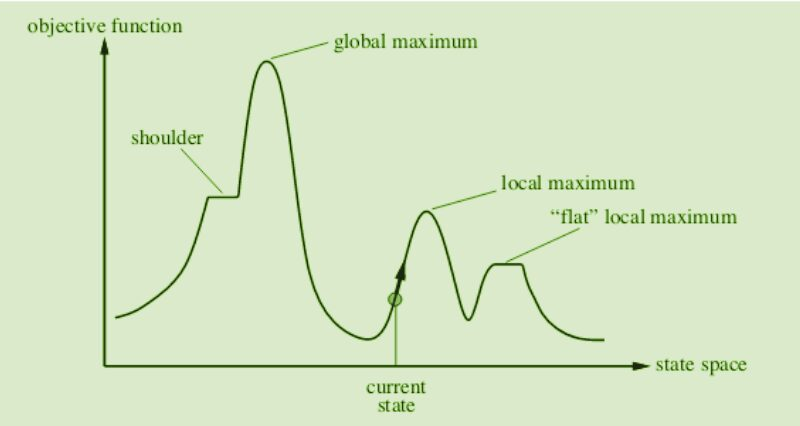 objective function
global maximum
shoulder
local maximum
“flat” local maximum
state space
current
state